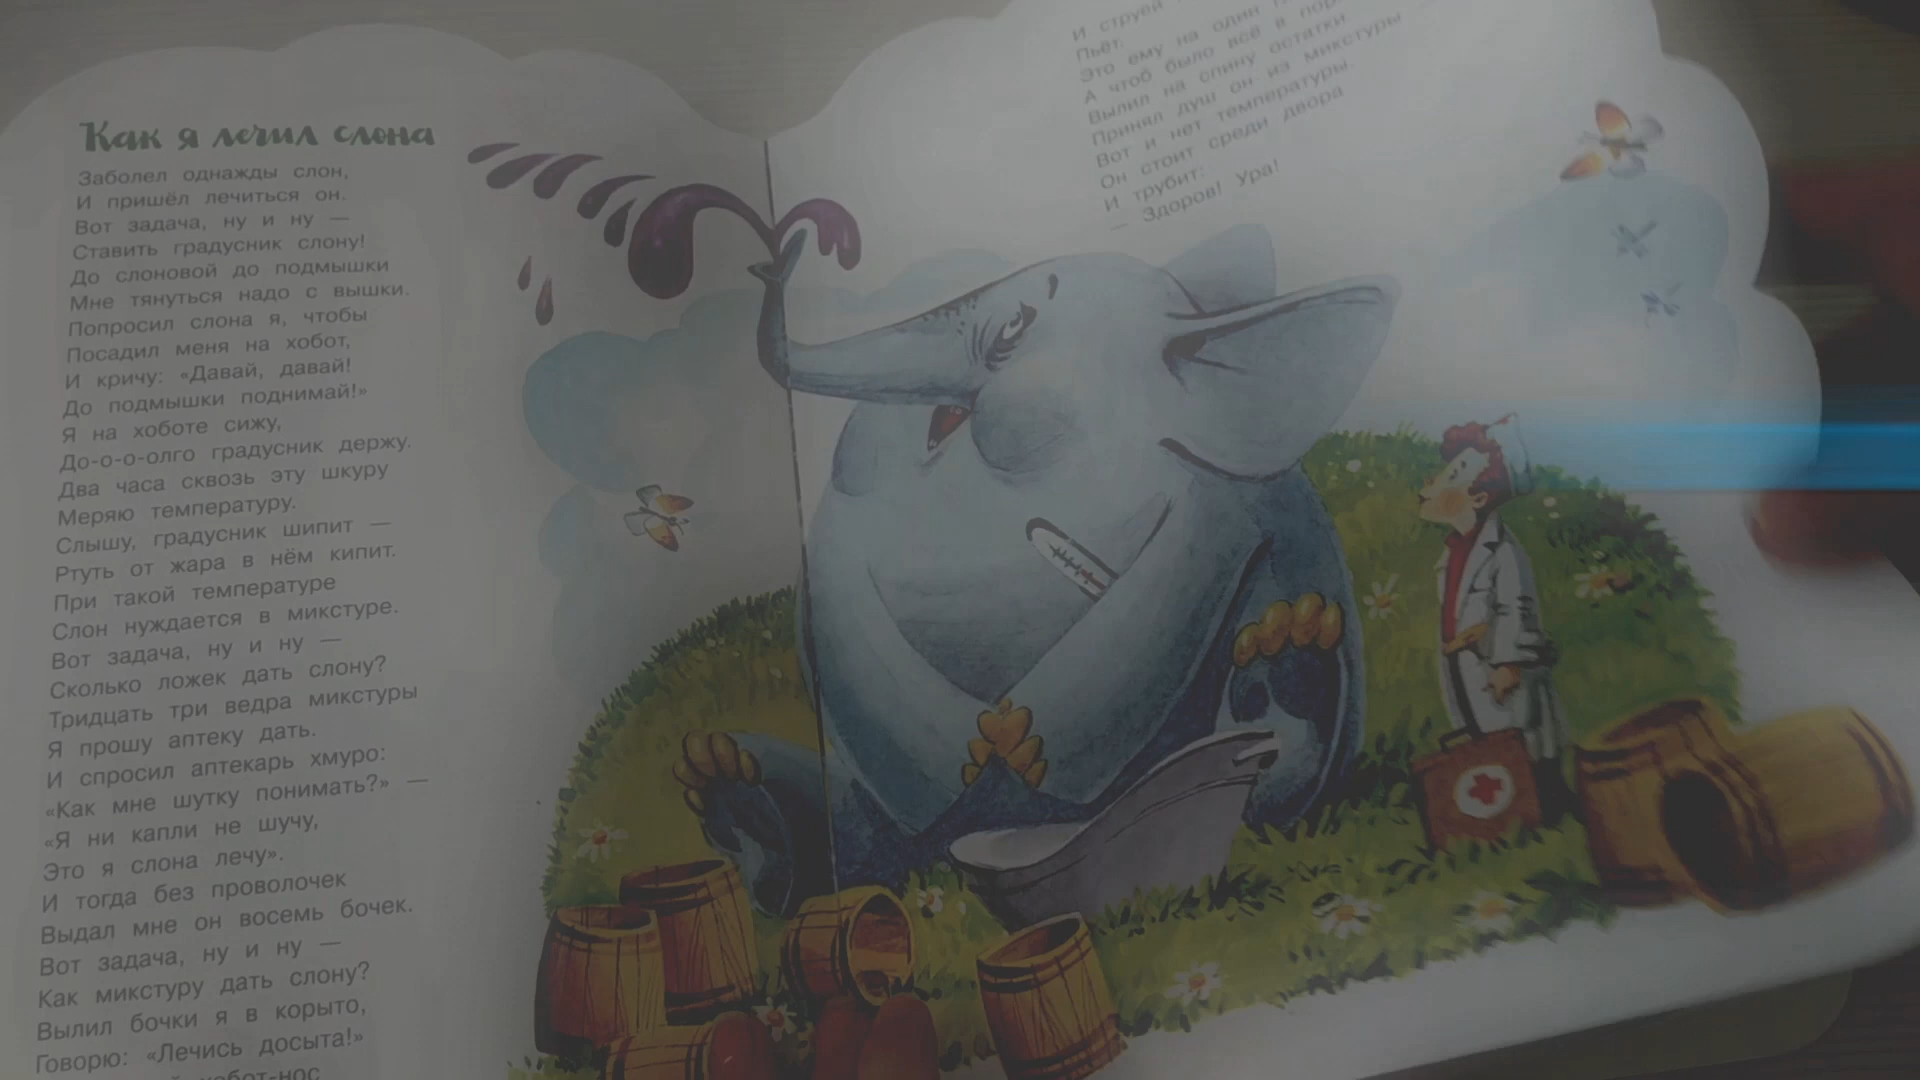 Как я лечил слона
Заболел однажды слон,
И пришёл лечиться он.
Вот задача, ну и ну —
Ставить градусник слону!
До слоновой до подмышки
Мне тянуться надо с вышки.
Попросил слона я, чтобы
Посадил меня на хобот,
И кричу: «Давай, давай!
До подмышки поднимай!»
Я на хоботе сижу,
До-о-о-олго градусник держу.
Два часа сквозь эту шкуру
Меряю температуру.
Слышу, градусник шипит —
Ртуть от жара в нём кипит.
При такой температуре
Слон нуждается в микстуре.
Вот задача, ну и ну —
Сколько ложек дать слону?
Тридцать три ведра микстуры
Я прошу аптеку дать.
И спросил аптекарь хмуро:
«Как мне шутку понимать?» —
«Я ни капли не шучу,
Это я слона лечу».
И тогда без проволочек
Выдал мне он восемь бочек.
Вот задача, ну и ну —
Как микстуру дать слону?
Вылил бочки я в корыто,
Говорю: «Лечись досыта!»
хобот-нос
И струёй
Пьёт.
Это ему на один
А чтоб было всё в
Вылил на спину остатки
Принял душ он из микстуры —
Вот и нет температуры.
Он стоит среди двора
И трубит:
— Здоров! Ура!